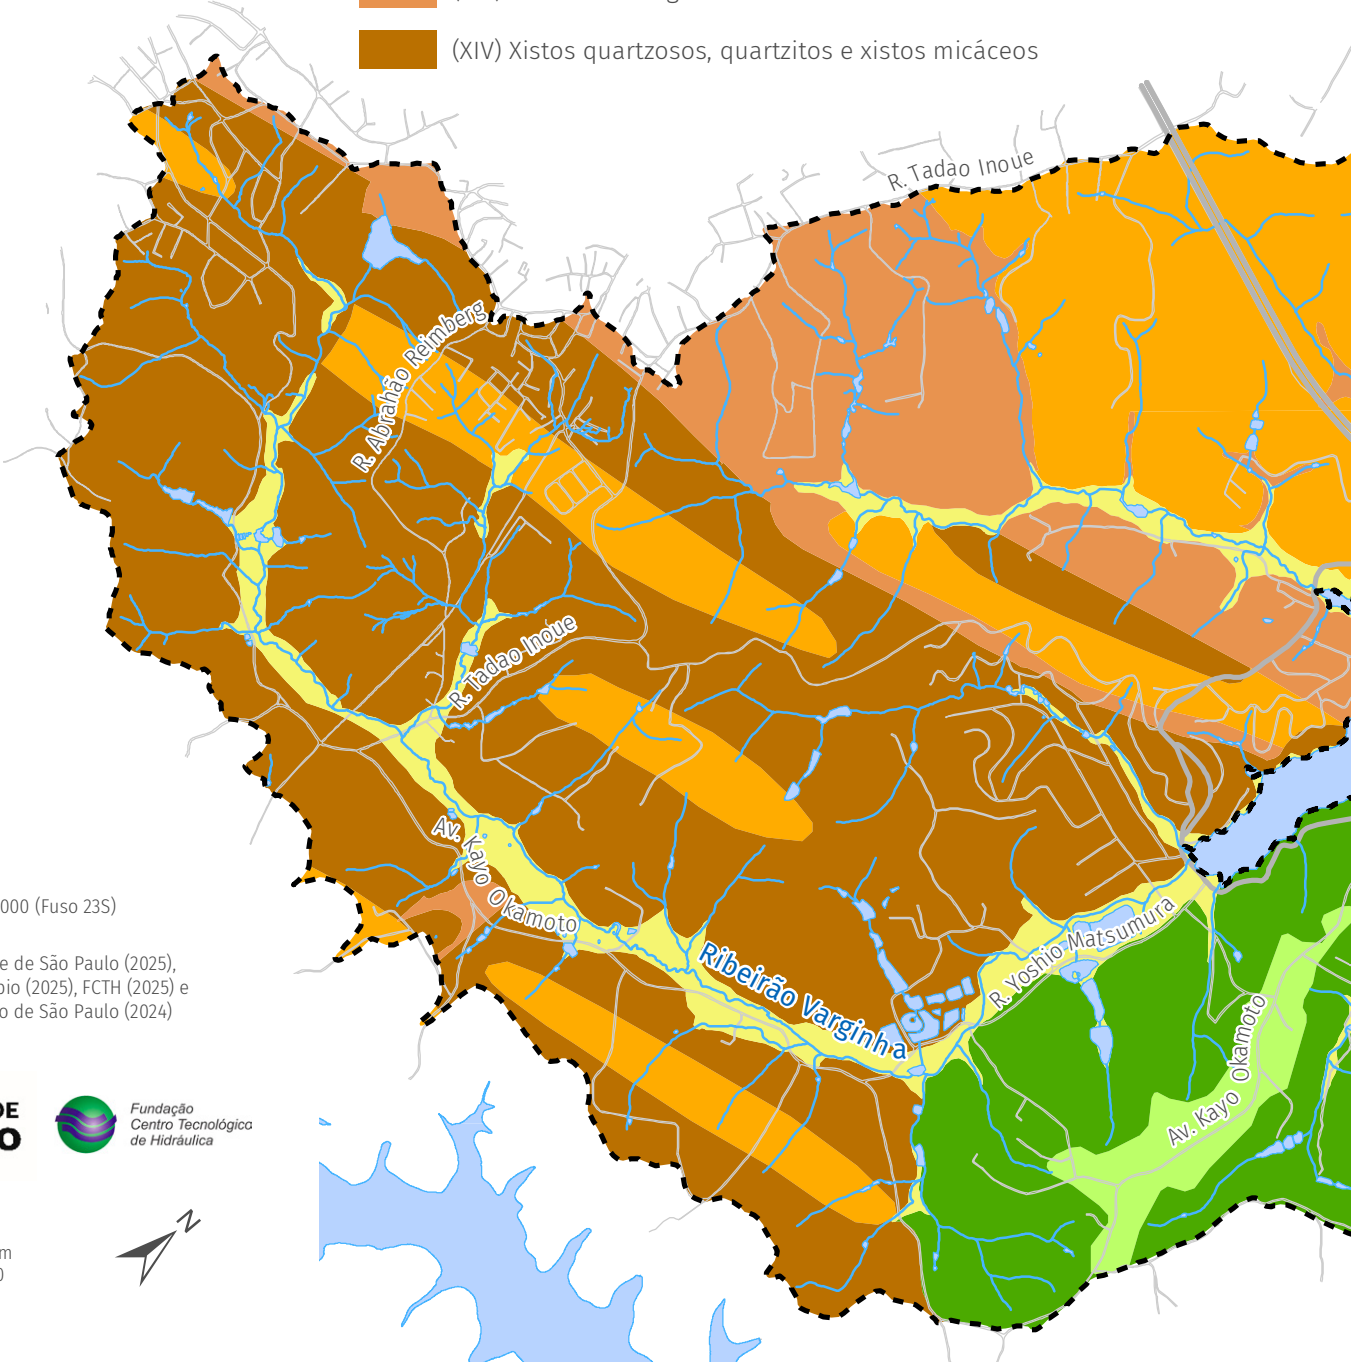 (XIV) Xistos quartzosos, quartzitos e xistos micáceos
R. Tadao Inoue
R. Abrahão Reimberg
R. Tadao Inoue
Av. Kayo Okamoto
Ribeirão Varginha
R. Yoshio Matsumura
Av. Kayo Okamoto
000 (Fuso 23S)
e de São Paulo (2025),
pio (2025), FCTH (2025) e
o de São Paulo (2024)
DE
O
Fundação
Centro Tecnológico
de Hidráulica
N
m
0